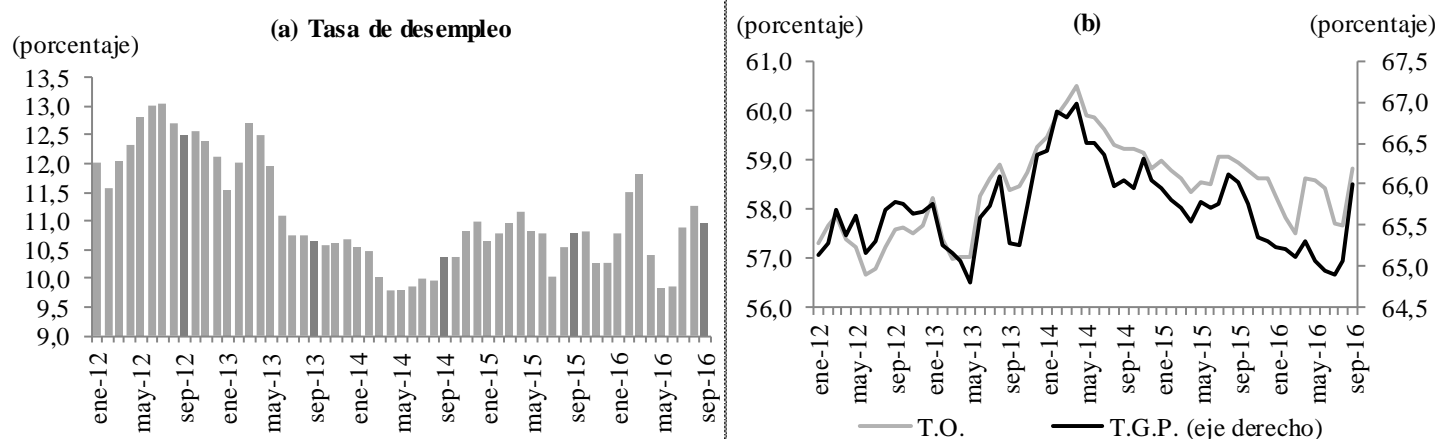 (a) Tasa de desempleo
(porcentaje)
13,5
13,0
12,5
12,0
11,5
11,0
10,5
10,0
9,5
9,0
ene-12
may-12
sep-12
ene-13
may-13
sep-13
ene-14
may-14
sep-14
ene-15
may-15
sep-15
ene-16
may-16
sep-16
(b)
(porcentaje)
(porcentaje)
61,0
60,0
59,0
58,0
57,0
56,0
67,5
67,0
66,5
66,0
65,5
65,0
64,5
ene-12
may-12
sep-12
ene-13
may-13
sep-13
ene-14
may-14
sep-14
ene-15
may-15
sep-15
ene-16
may-16
sep-16
T.O.
T.G.P. (eje derecho)